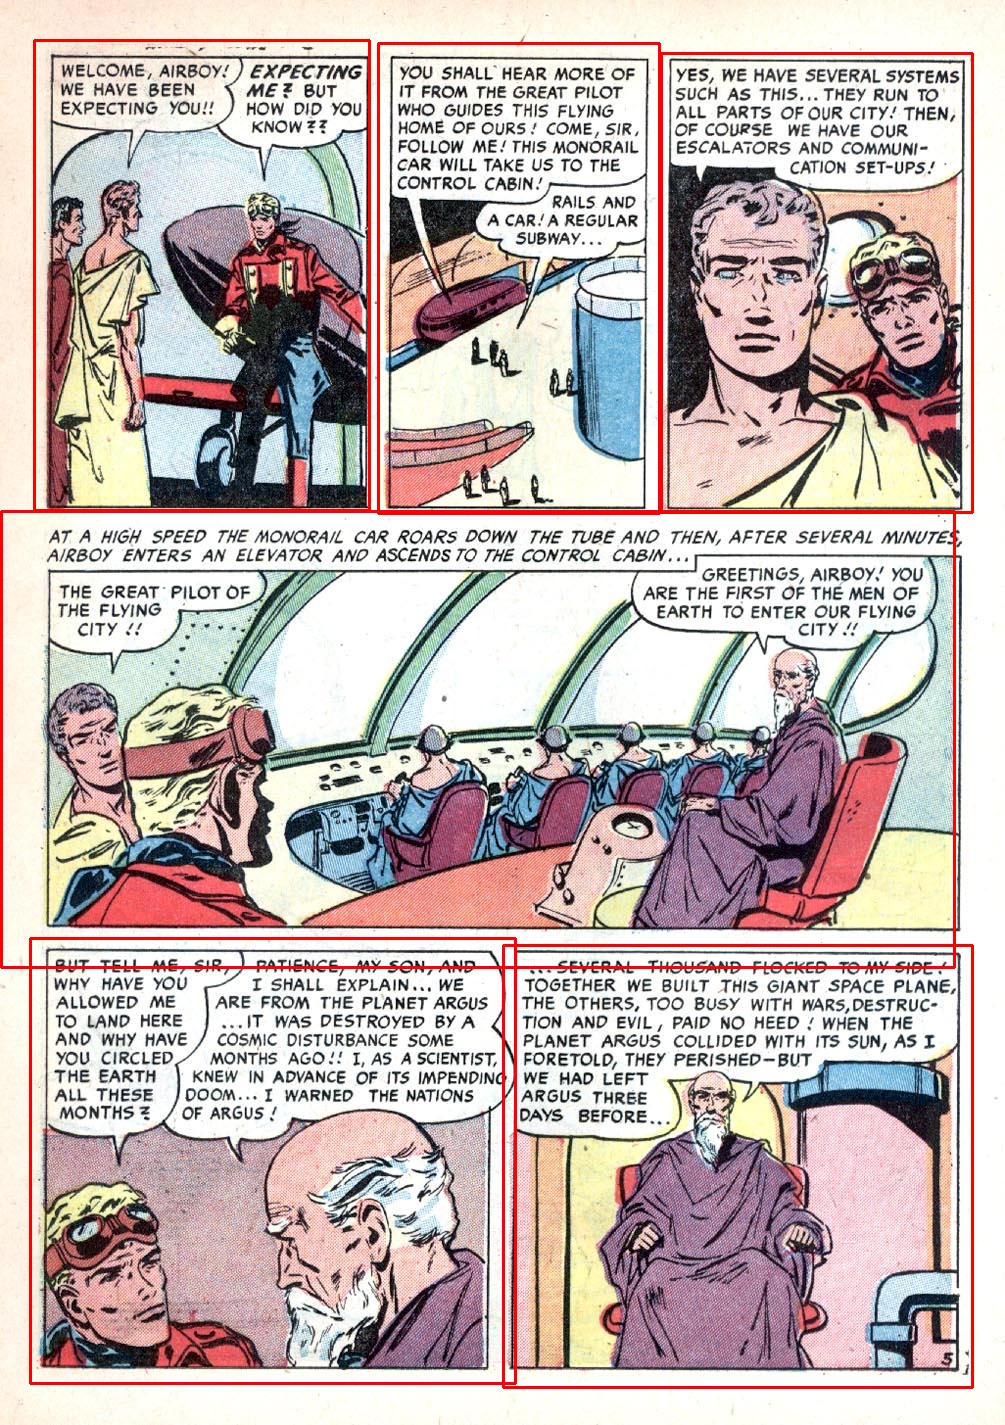 WELCOME, AIRBOY!
WE HAVE BEEN
EXPECTING YOU!!
EXPECTING
ME? BUT
HOW DID YOU
KNOW??
YOU SHALL HEAR MORE OF
IT FROM THE GREAT PILOT
WHO GUIDES THIS FLYING
HOME OF OURS! COME, SIR,
FOLLOW ME! THIS MONORAIL
CAR WILL TAKE US TO THE
CONTROL CABIN!
RAILS AND
A CAR! A REGULAR
SUBWAY...
YES, WE HAVE SEVERAL SYSTEMS
SUCH AS THIS... THEY RUN TO
ALL PARTS OF OUR CITY! THEN,
OF COURSE WE HAVE OUR
ESCALATORS AND COMMUNI-
CATION SET-UPS!
AT A HIGH SPEED THE MONORAIL CAR ROARS DOWN THE TUBE AND THEN, AFTER SEVERAL MINUTES,
AIRBOY ENTERS AN ELEVATOR AND ASCENDS TO THE CONTROL CABIN...
THE GREAT PILOT OF
THE FLYING
CITY!!
GREETINGS, AIRBOY! YOU
ARE THE FIRST OF THE MEN OF
EARTH TO ENTER OUR FLYING
CITY!!
BUT TELL ME, SIR,
WHY HAVE YOU
ALLOWED ME
TO LAND HERE
AND WHY HAVE
YOU CIRCLED
THE EARTH
ALL THESE
MONTHS?
PATIENCE, MY SON, AND
I SHALL EXPLAIN... WE
ARE FROM THE PLANET ARGUS
...IT WAS DESTROYED BY A
COSMIC DISTURBANCE SOME
MONTHS AGO!! I, AS A SCIENTIST,
KNEW IN ADVANCE OF ITS IMPENDING
DOOM... I WARNED THE NATIONS
OF ARGUS!
...SEVERAL THOUSAND FLOCKED TO MY SIDE!
TOGETHER WE BUILT THIS GIANT SPACE PLANE,
THE OTHERS, TOO BUSY WITH WARS, DESTRUC-
TION AND EVIL, PAID NO HEED! WHEN THE
PLANET ARGUS COLLIDED WITH ITS SUN, AS I
FORETOLD, THEY PERISHED—BUT
WE HAD LEFT
ARGUS THREE
DAYS BEFORE...
5